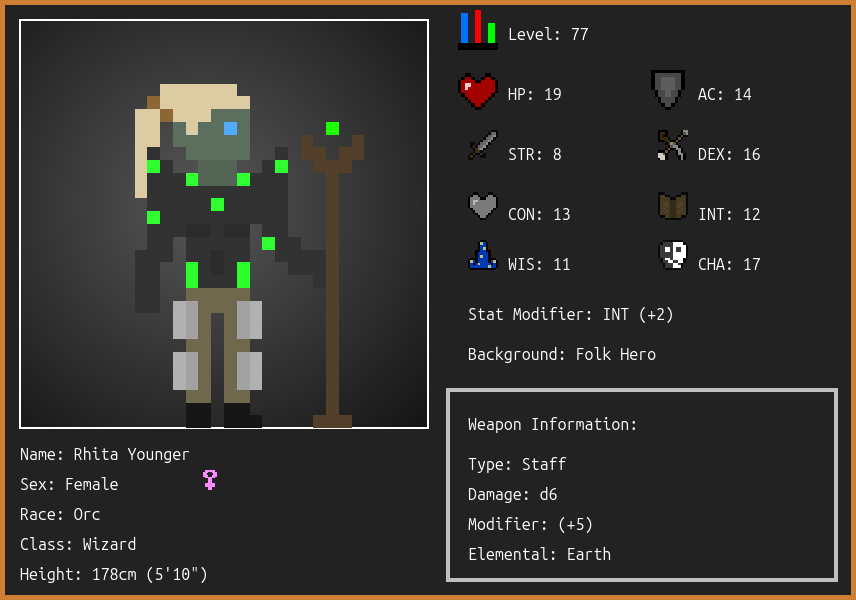 Level: 77
HP: 19
AC: 14
STR: 8
DEX: 16
CON: 13
INT: 12
WIS: 11
CHA: 17
Stat Modifier: INT (+2)
Background: Folk Hero
Weapon Information:
Type: Staff
Damage: d6
Modifier: (+5)
Elemental: Earth
Name: Rhita Younger
Sex: Female
Race: Orc
Class: Wizard
Height: 178cm (5'10")